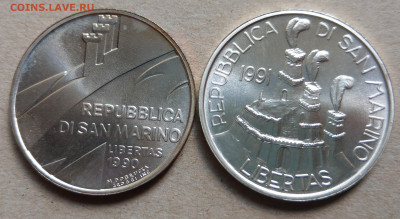 COINS.LAVE.RU
REPUBBLICA
DI SAN MARINO
LIBERTAS
1990
REPUBBLICA DI SAN MARINO
1991
LIBERTAS